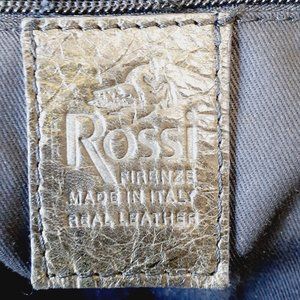 Rossi
FIRENZE
MADE IN ITALY
REAL LEATHER